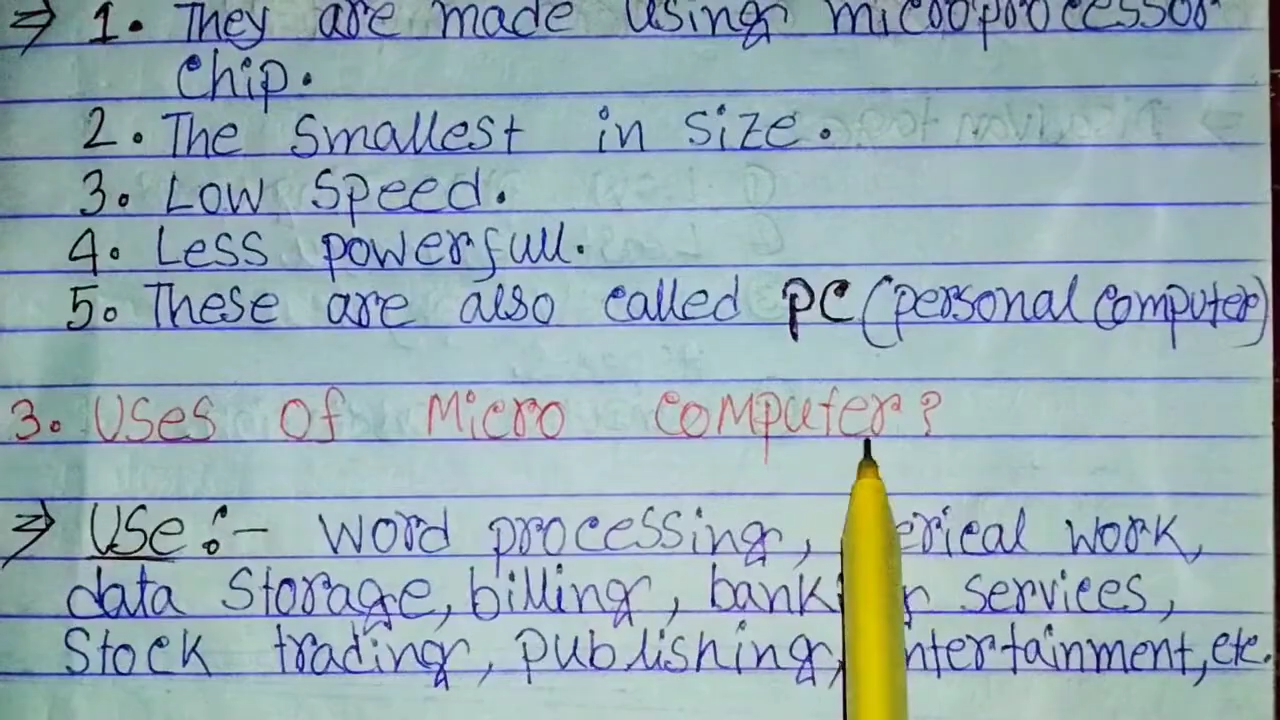 ⇒ 1. They are made using microprocessor
chip.
2. The smallest in size.
3. Low speed.
4. Less powerfull.
5. These are also called PC (personal computer)
3. Uses of Micro computer?
⇒ Use :- Word processing, erical work,
data storage, billing, bank services,
Stock trading, publishing, ntertainment, etc.